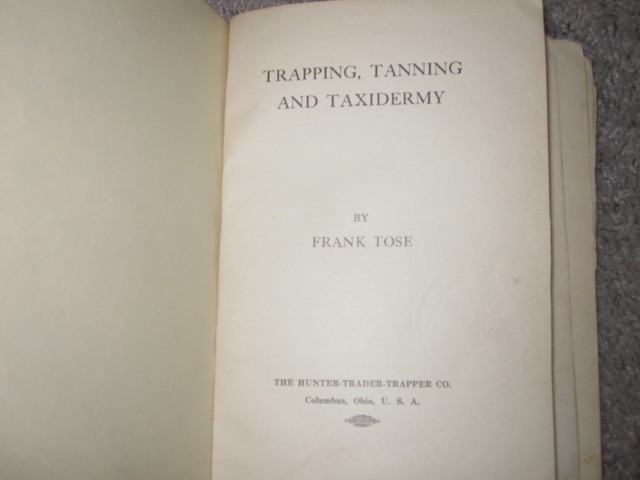 TRAPPING, TANNING
AND TAXIDERMY
BY
FRANK TOSE
THE HUNTER-TRADER-TRAPPER CO.
Columbus, Ohio, U. S. A.